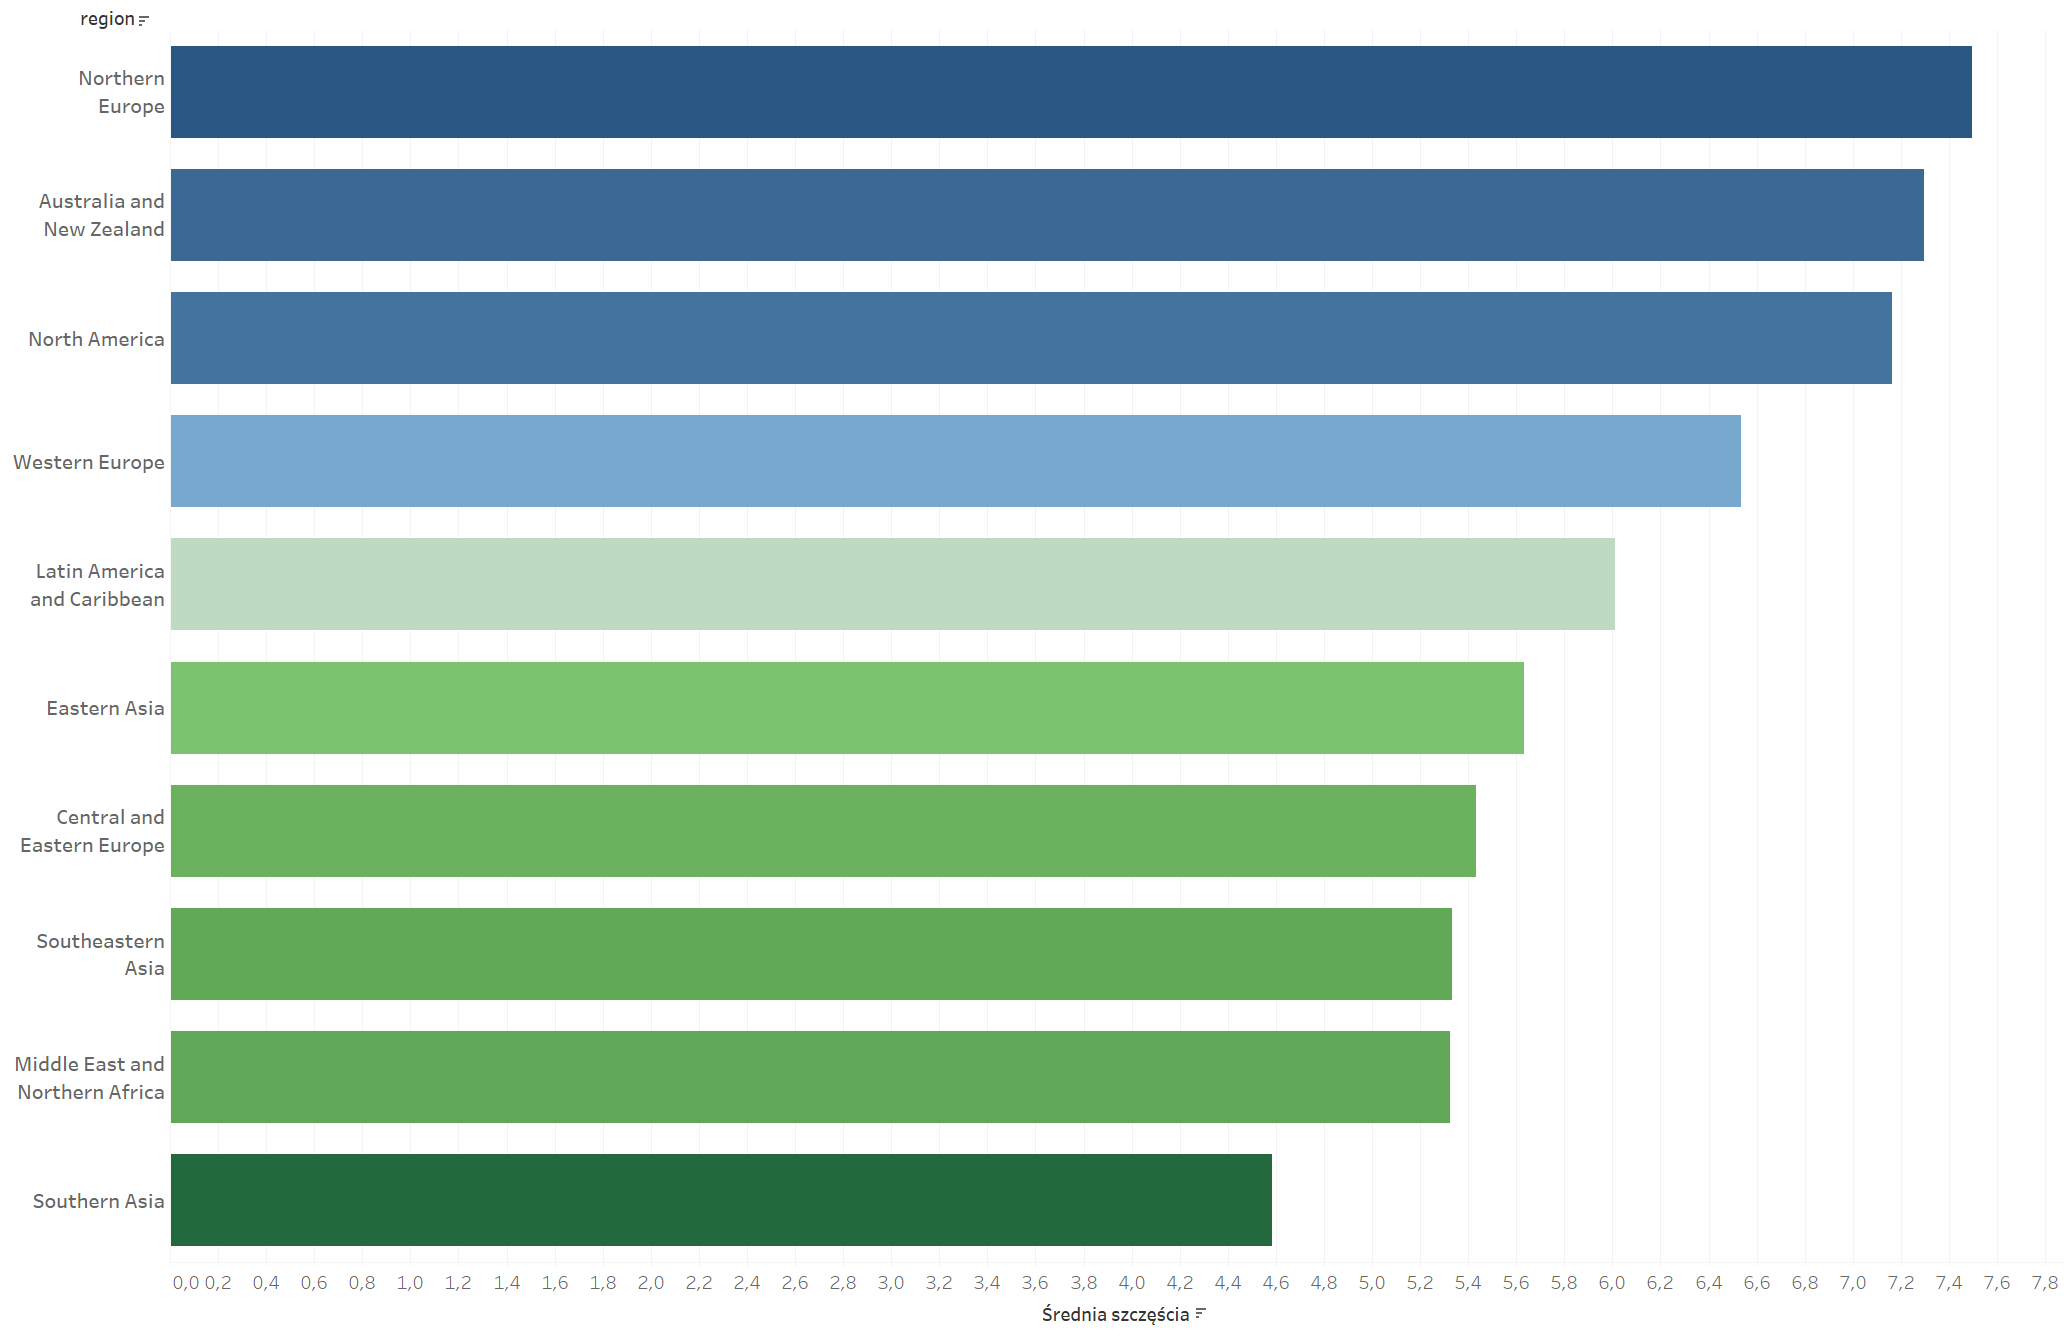 region
Northern
Europe
Australia and
New Zealand
North America
Western Europe
Latin America
and Caribbean
Eastern Asia
Central and
Eastern Europe
Southeastern
Asia
Middle East and
Northern Africa
Southern Asia
0,0 0,2 0,4 0,6 0,8 1,0 1,2 1,4 1,6 1,8 2,0 2,2 2,4 2,6 2,8 3,0 3,2 3,4 3,6 3,8 4,0 4,2 4,4 4,6 4,8 5,0 5,2 5,4 5,6 5,8 6,0 6,2 6,4 6,6 6,8 7,0 7,2 7,4 7,6 7,8
Średnia szczęścia